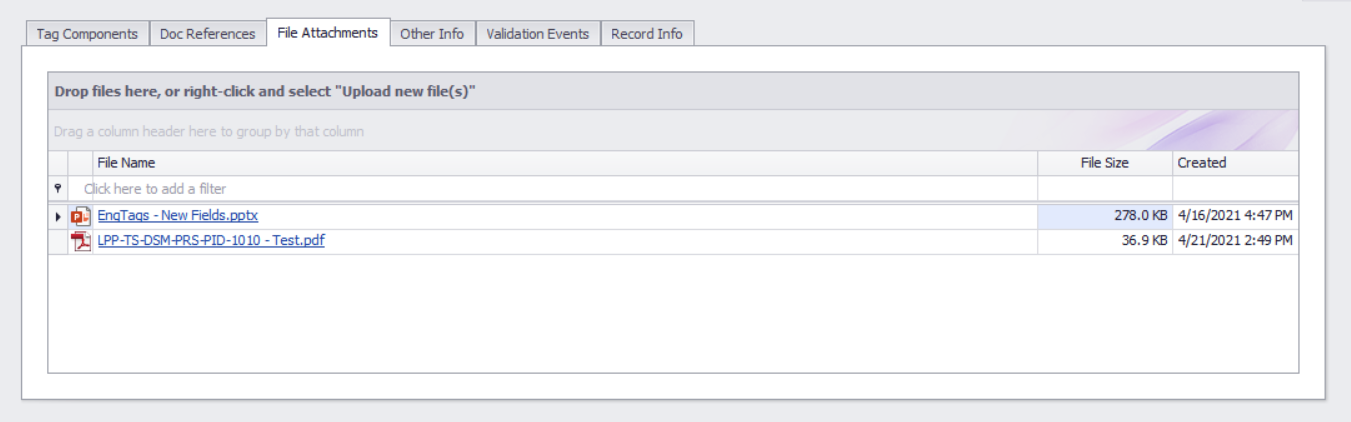 Tag Components Doc References File Attachments Other Info Validation Events Record Info
Drop files here, or right-click and select "Upload new file(s)"
Drag a column header here to group by that column
File Name File Size Created
Click here to add a filter
EngTags - New Fields.pptx 278.0 KB 4/16/2021 4:47 PM
LPP-TS-DSM-PRS-PID-1010 - Test.pdf 36.9 KB 4/21/2021 2:49 PM